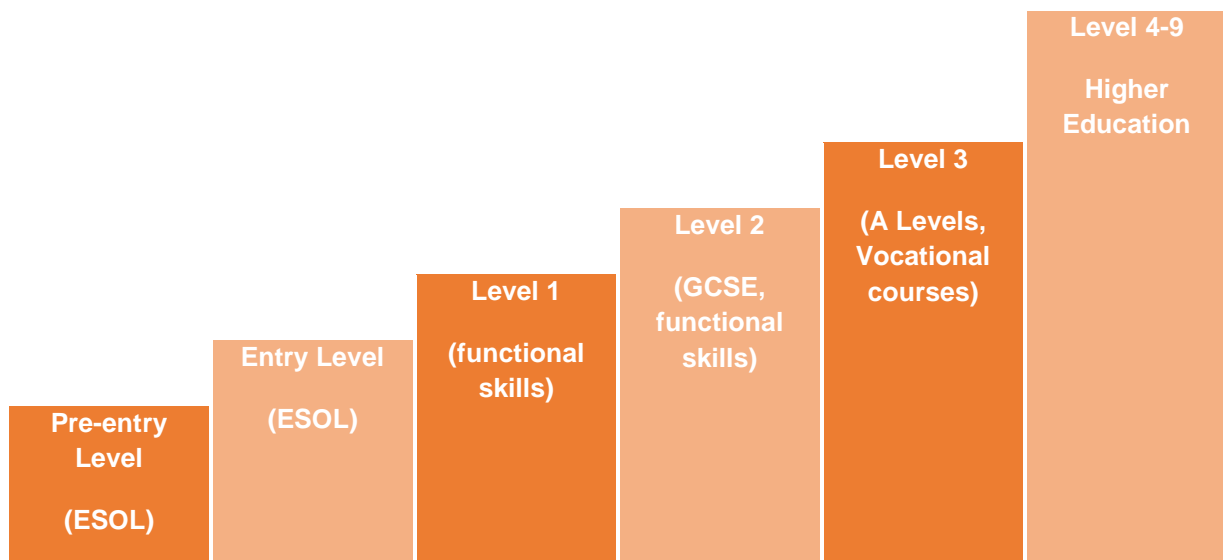 Pre-entry
Level
(ESOL)
Entry Level
(ESOL)
Level 1
(functional
skills)
Level 2
(GCSE,
functional
skills)
Level 3
(A Levels,
Vocational
courses)
Level 4-9
Higher
Education